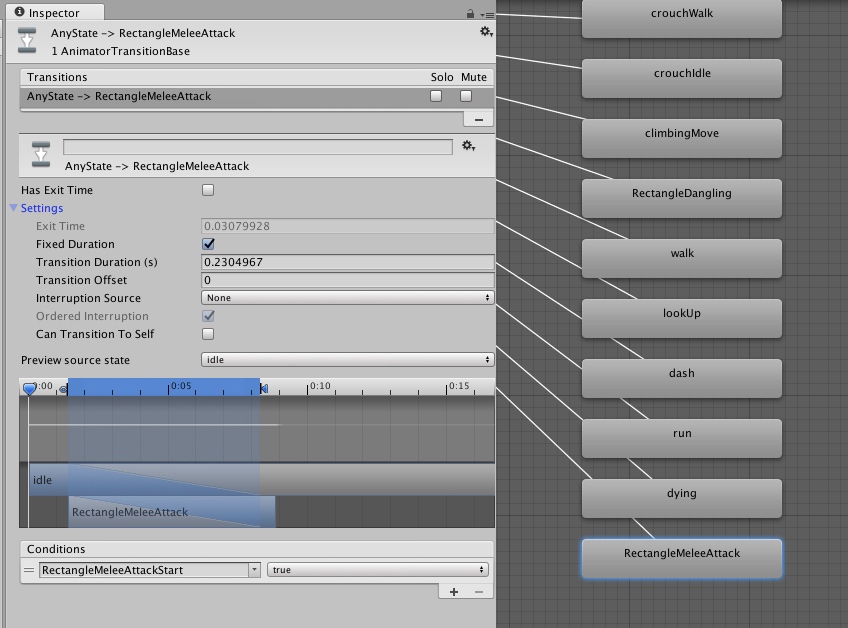 Inspector
AnyState -> RectangleMeleeAttack
1 AnimatorTransitionBase
Transitions Solo Mute
AnyState -> RectangleMeleeAttack
AnyState -> RectangleMeleeAttack
Has Exit Time
Settings
Exit Time 0.03079928
Fixed Duration
Transition Duration (s) 0.2304967
Transition Offset 0
Interruption Source None
Ordered Interruption
Can Transition To Self
Preview source state idle
0:00 0:05 0:10 0:15
idle
RectangleMeleeAttack
Conditions
RectangleMeleeAttackStart true
crouchWalk
crouchIdle
climbingMove
RectangleDangling
walk
lookUp
dash
run
dying
RectangleMeleeAttack